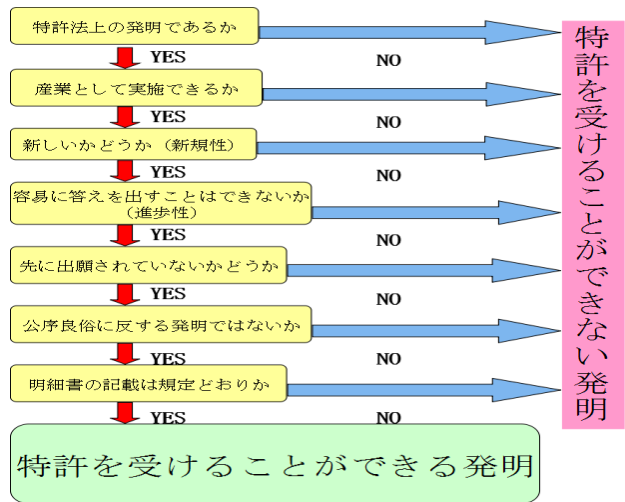 特許法上の発明であるか
YES
NO
産業として実施できるか
YES
NO
新しいかどうか（新規性）
YES
NO
容易に答えを出すことはできないか
（進歩性）
YES
NO
先に出願されていないかどうか
YES
NO
公序良俗に反する発明ではないか
YES
NO
明細書の記載は規定どおりか
YES
NO
特許を受けることができる発明
特許を受けることができない発明